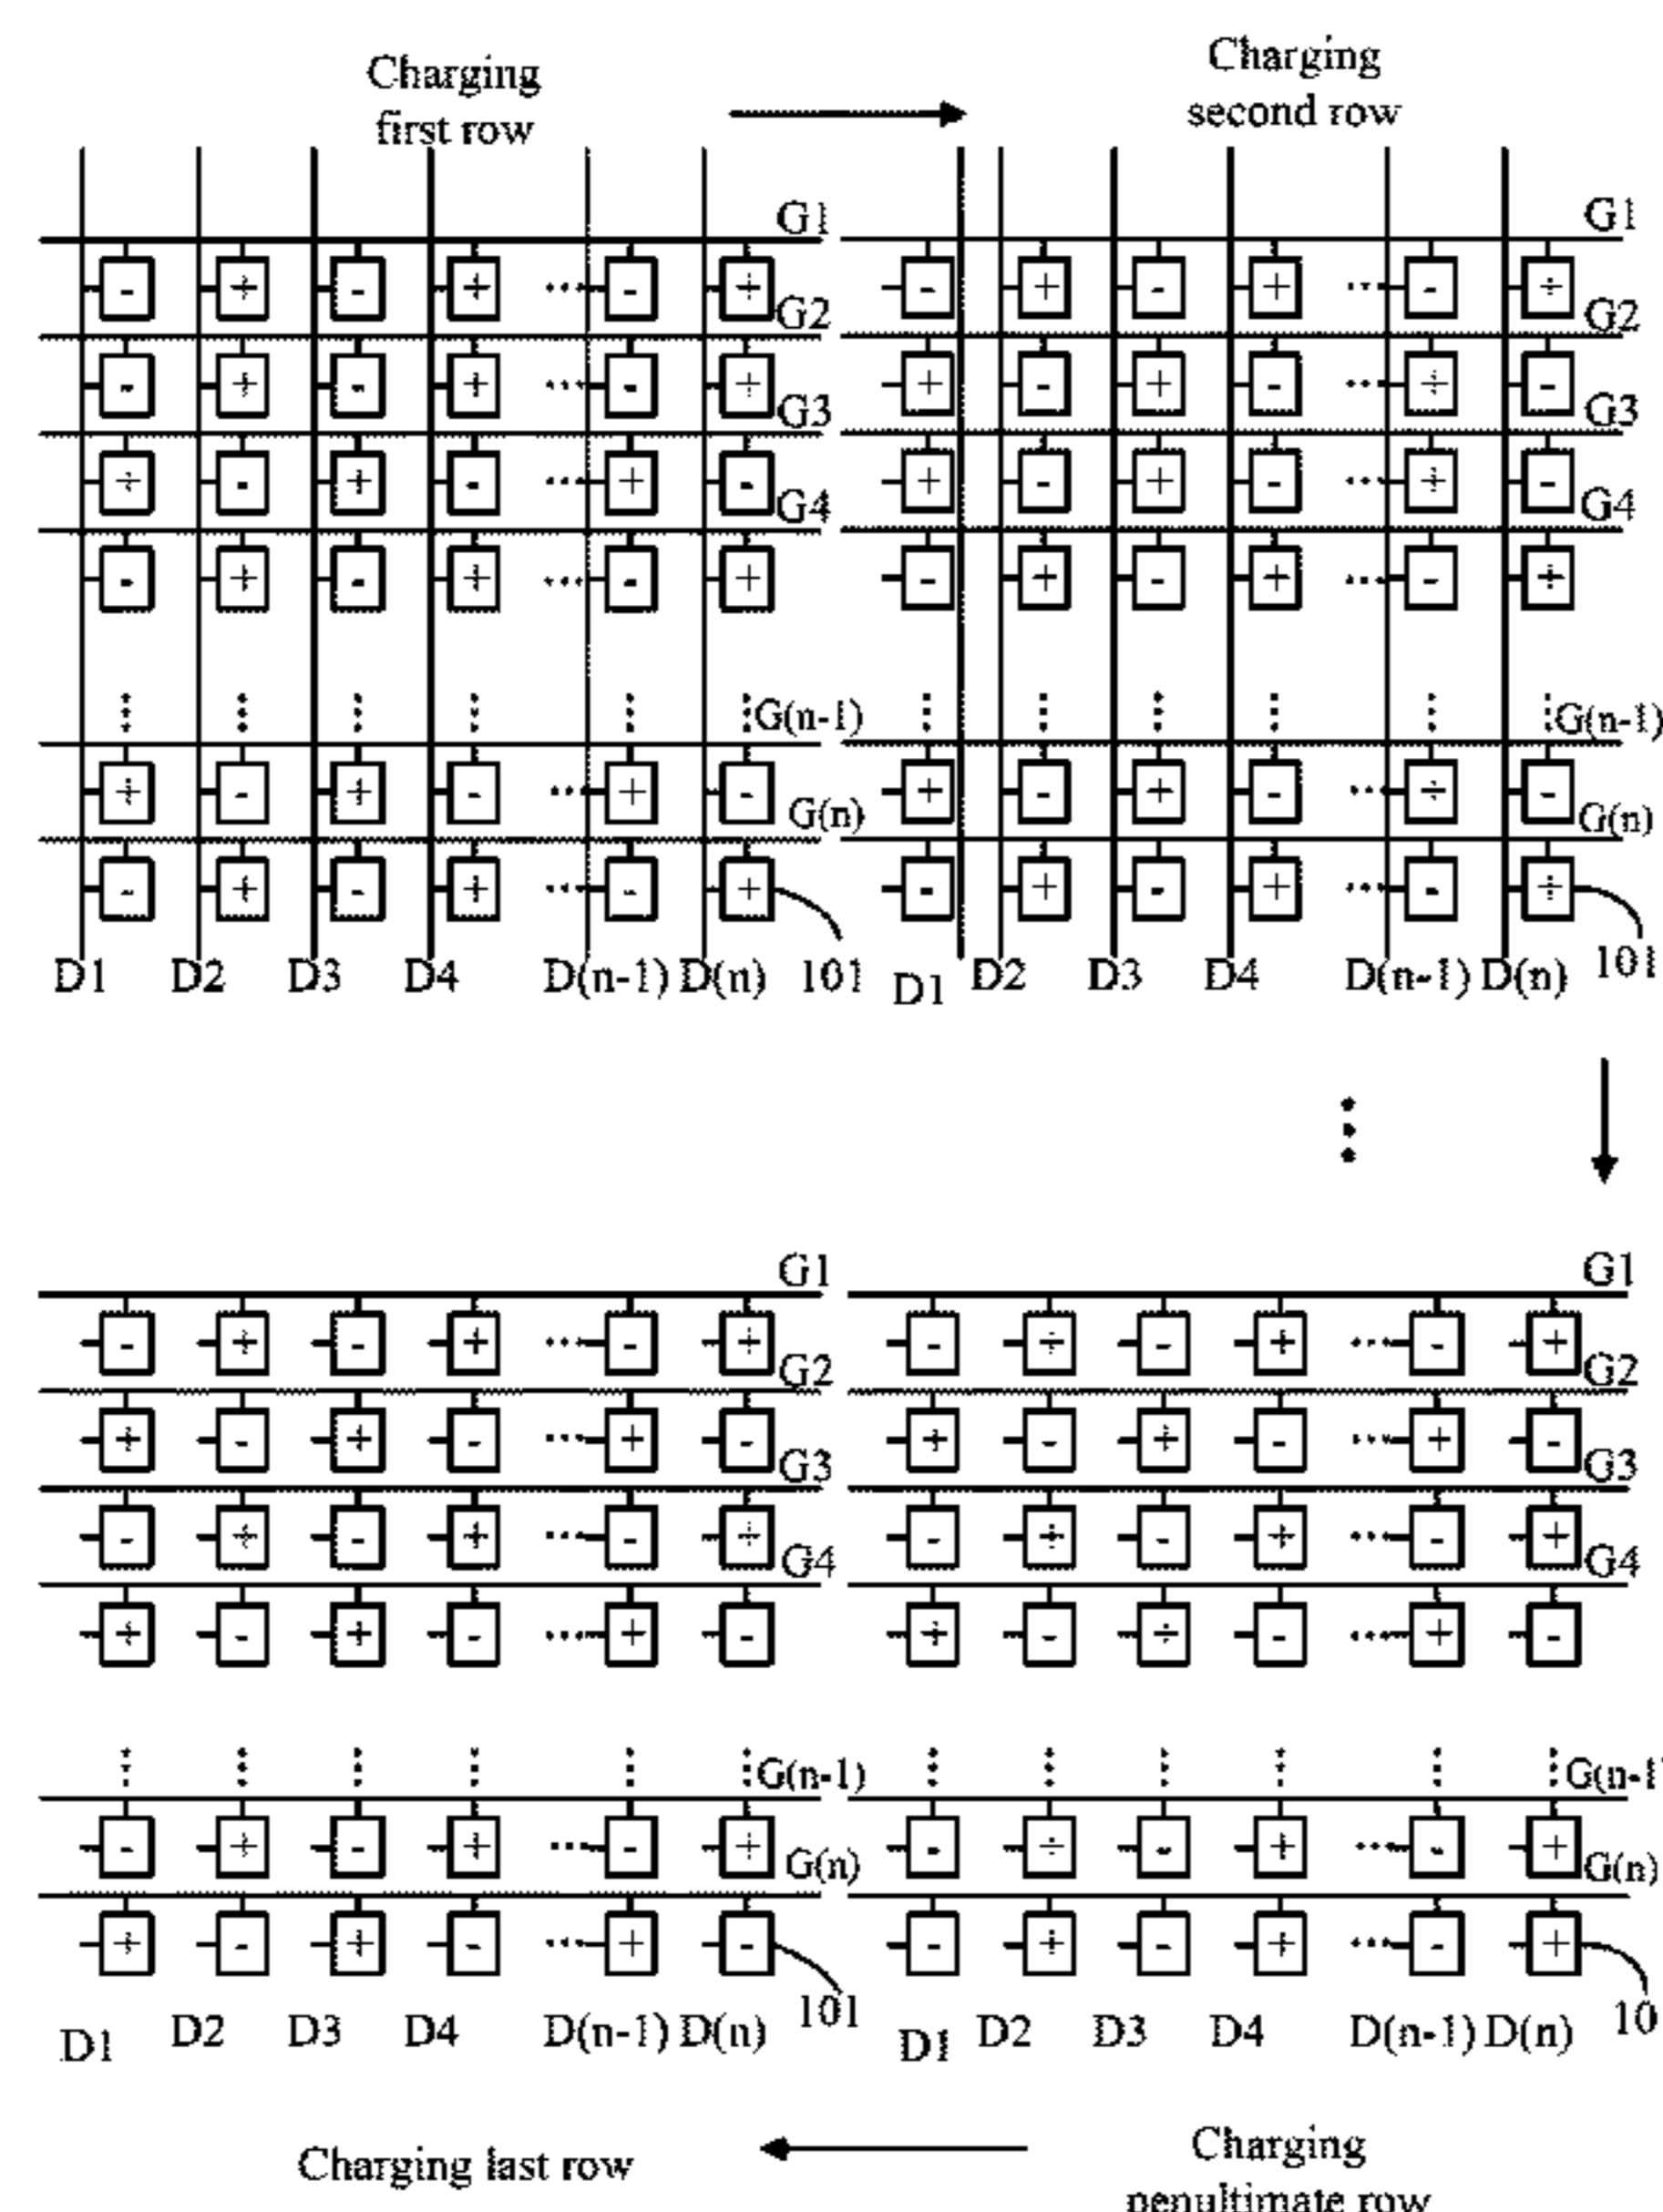 Charging
first row
G1
- + - + ... - +
G2
- + - + ... - +
G3
+ - + - ... + -
G4
- + - + ... - +
G(n-1)
+ - + - ... + -
G(n)
- + - + ... - +
D1 D2 D3 D4 D(n-1) D(n) 101
Charging
second row
G1
- + - + ... - +
G2
+ - + - ... + -
G3
+ - + - ... + -
G4
- + - + ... - +
G(n-1)
+ - + - ... + -
G(n)
- + - + ... - +
D1 D2 D3 D4 D(n-1) D(n) 101
G1
- + - + ... - +
G2
+ - + - ... + -
G3
- + - + ... - +
G4
+ - + - ... + -
G(n-1)
- + - + ... - +
G(n)
+ - + - ... + -
D1 D2 D3 D4 D(n-1) D(n) 101
Charging last row
G1
- + - + ... - +
G2
+ - + - ... + -
G3
- + - + ... - +
G4
+ - + - ... + -
G(n-1
- + - + ... - +
G(n)
- + - + ... - +
D1 D2 D3 D4 D(n-1) D(n) 10
Charging
penultimate row